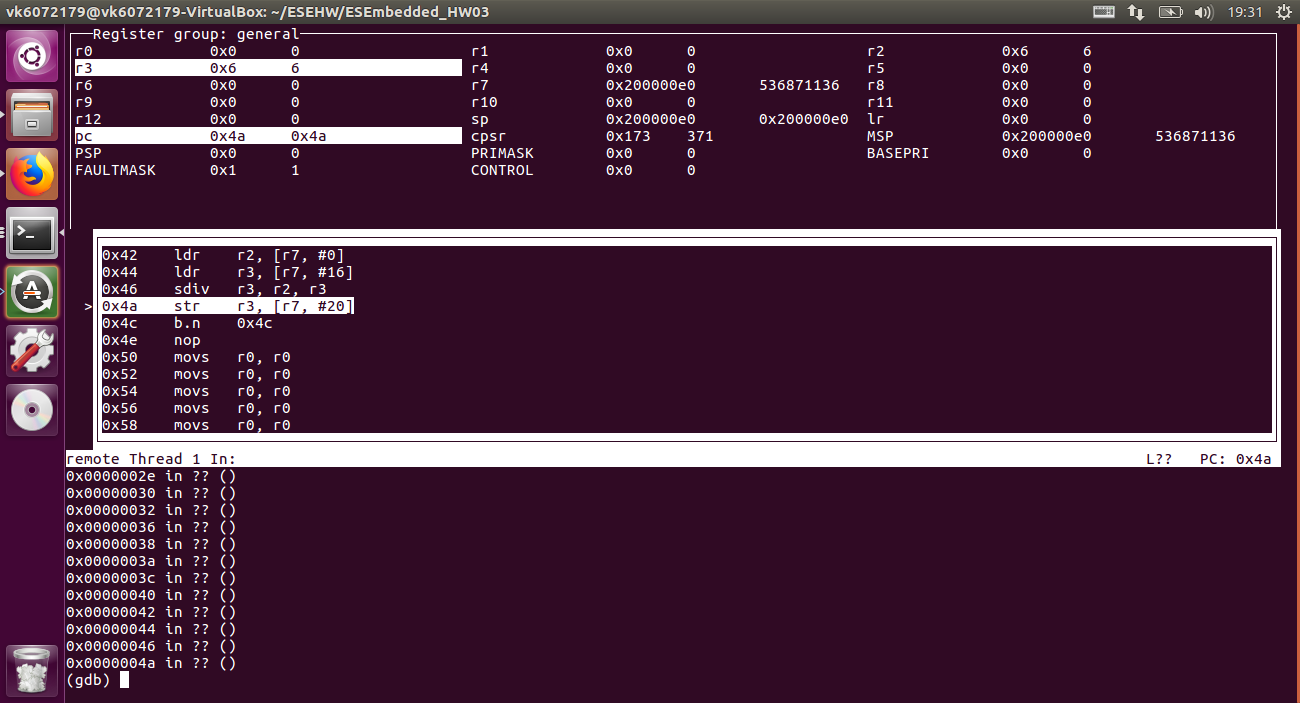 vk6072179@vk6072179-VirtualBox: ~/ESEHW/ESEmbedded_HW03 19:31
Register group: general
r0 0x0 0 r1 0x0 0 r2 0x6 6
r3 0x6 6 r4 0x0 0 r5 0x0 0
r6 0x0 0 r7 0x200000e0 536871136 r8 0x0 0
r9 0x0 0 r10 0x0 0 r11 0x0 0
r12 0x0 0 sp 0x200000e0 0x200000e0 lr 0x0 0
pc 0x4a 0x4a cpsr 0x173 371 MSP 0x200000e0 536871136
PSP 0x0 0 PRIMASK 0x0 0 BASEPRI 0x0 0
FAULTMASK 0x1 1 CONTROL 0x0 0
0x42 ldr r2, [r7, #0]
0x44 ldr r3, [r7, #16]
0x46 sdiv r3, r2, r3
>0x4a str r3, [r7, #20]
0x4c b.n 0x4c
0x4e nop
0x50 movs r0, r0
0x52 movs r0, r0
0x54 movs r0, r0
0x56 movs r0, r0
0x58 movs r0, r0
remote Thread 1 In: L?? PC: 0x4a
0x0000002e in ?? ()
0x00000030 in ?? ()
0x00000032 in ?? ()
0x00000036 in ?? ()
0x00000038 in ?? ()
0x0000003a in ?? ()
0x0000003c in ?? ()
0x00000040 in ?? ()
0x00000042 in ?? ()
0x00000044 in ?? ()
0x00000046 in ?? ()
0x0000004a in ?? ()
(gdb)